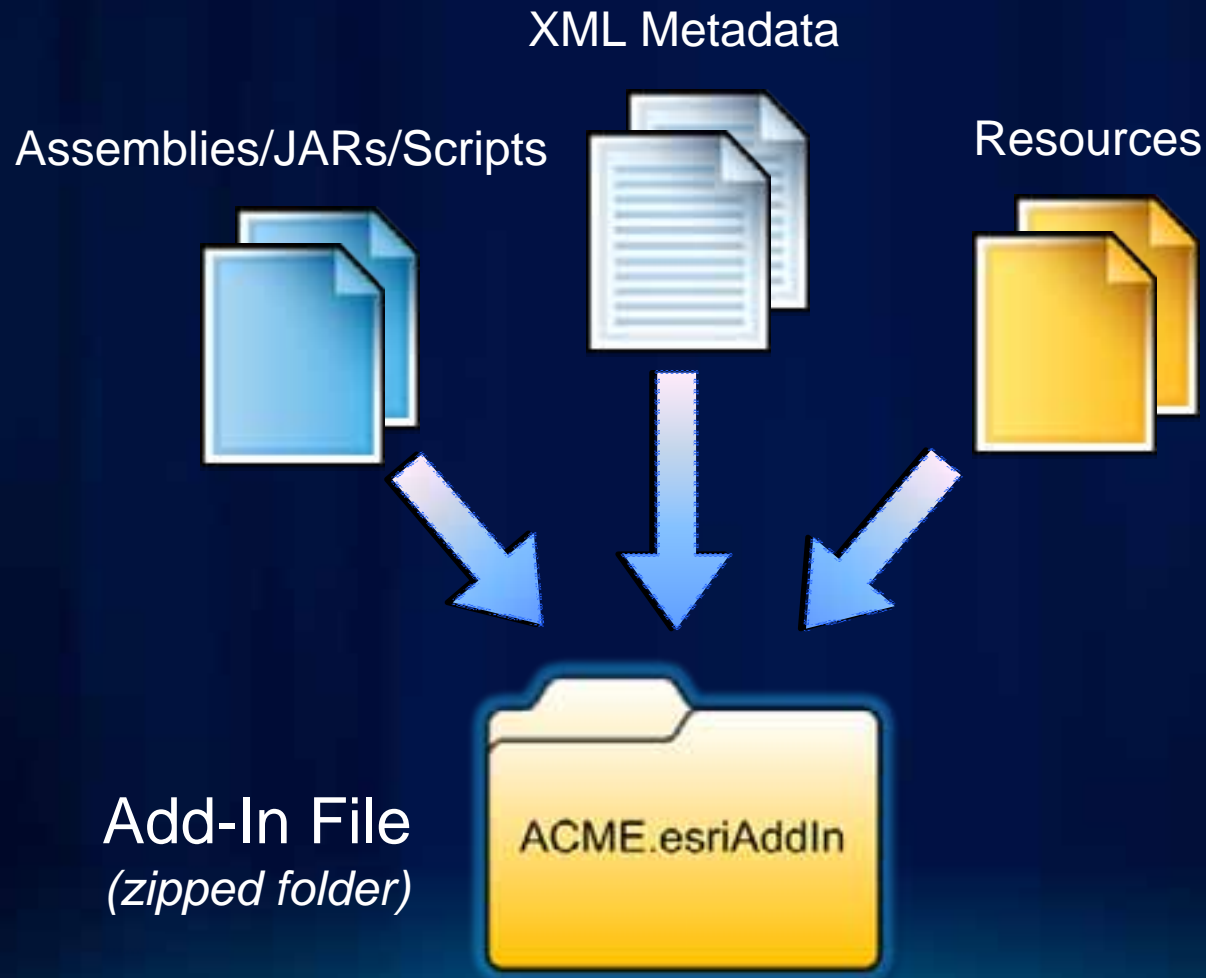 XML Metadata
Assemblies/JARs/Scripts
Resources
Add-In File
(zipped folder)
ACME.esriAddIn